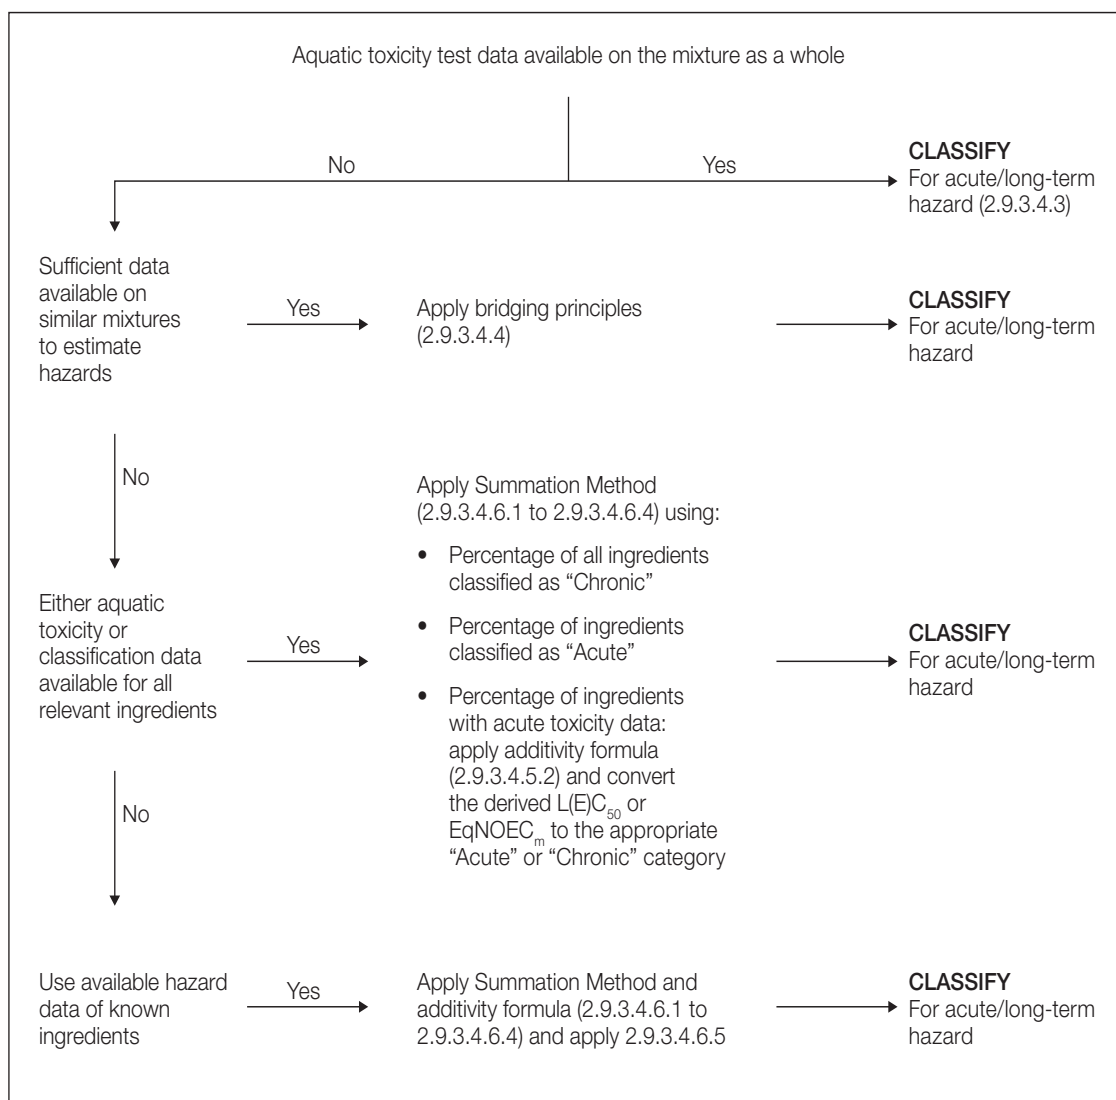 Aquatic toxicity test data available on the mixture as a whole
No
Yes
CLASSIFY
For acute/long-term
hazard (2.9.3.4.3)
Sufficient data
available on
similar mixtures
to estimate
hazards
Yes
Apply bridging principles
(2.9.3.4.4)
CLASSIFY
For acute/long-term
hazard
No
Either aquatic
toxicity or
classification data
available for all
relevant ingredients
Yes
Apply Summation Method
(2.9.3.4.6.1 to 2.9.3.4.6.4) using:
• Percentage of all ingredients
classified as “Chronic”
• Percentage of ingredients
classified as “Acute”
• Percentage of ingredients
with acute toxicity data:
apply additivity formula
(2.9.3.4.5.2) and convert
the derived L(E)C50 or
EqNOECm to the appropriate
“Acute” or “Chronic” category
CLASSIFY
For acute/long-term
hazard
No
Use available hazard
data of known
ingredients
Yes
Apply Summation Method and
additivity formula (2.9.3.4.6.1 to
2.9.3.4.6.4) and apply 2.9.3.4.6.5
CLASSIFY
For acute/long-term
hazard